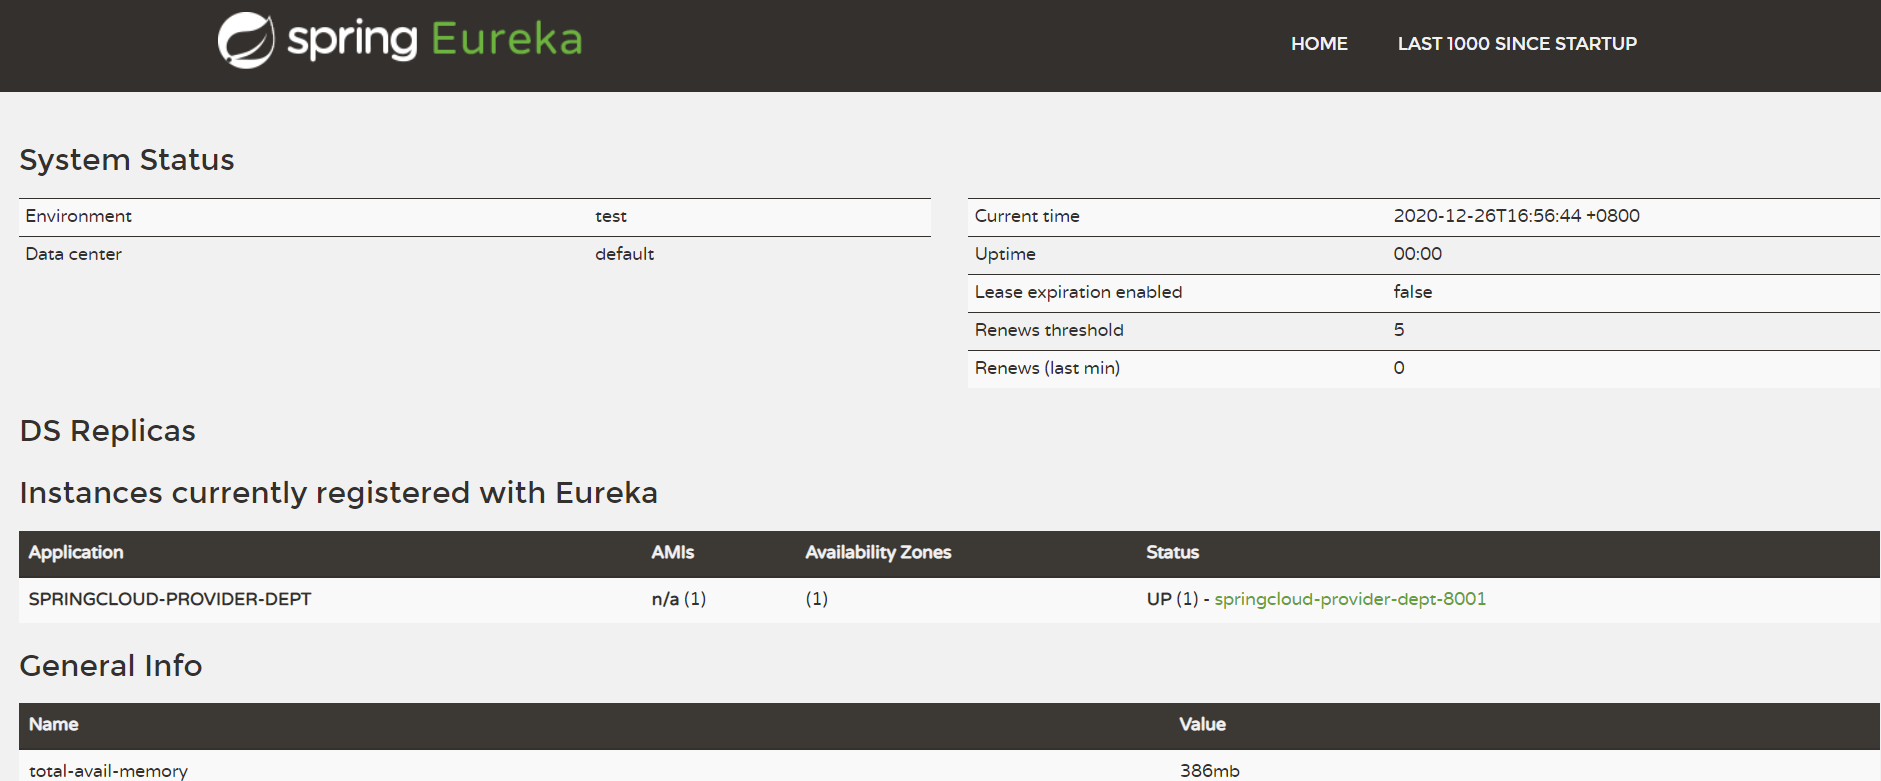 spring Eureka
HOME LAST 1000 SINCE STARTUP
System Status
Environment test
Data center default
Current time 2020-12-26T16:56:44 +0800
Uptime 00:00
Lease expiration enabled false
Renews threshold 5
Renews (last min) 0
DS Replicas
Instances currently registered with Eureka
Application AMIs Availability Zones Status
SPRINGCLOUD-PROVIDER-DEPT n/a (1) (1) UP (1) - springcloud-provider-dept-8001
General Info
Name Value
total-avail-memory 386mb